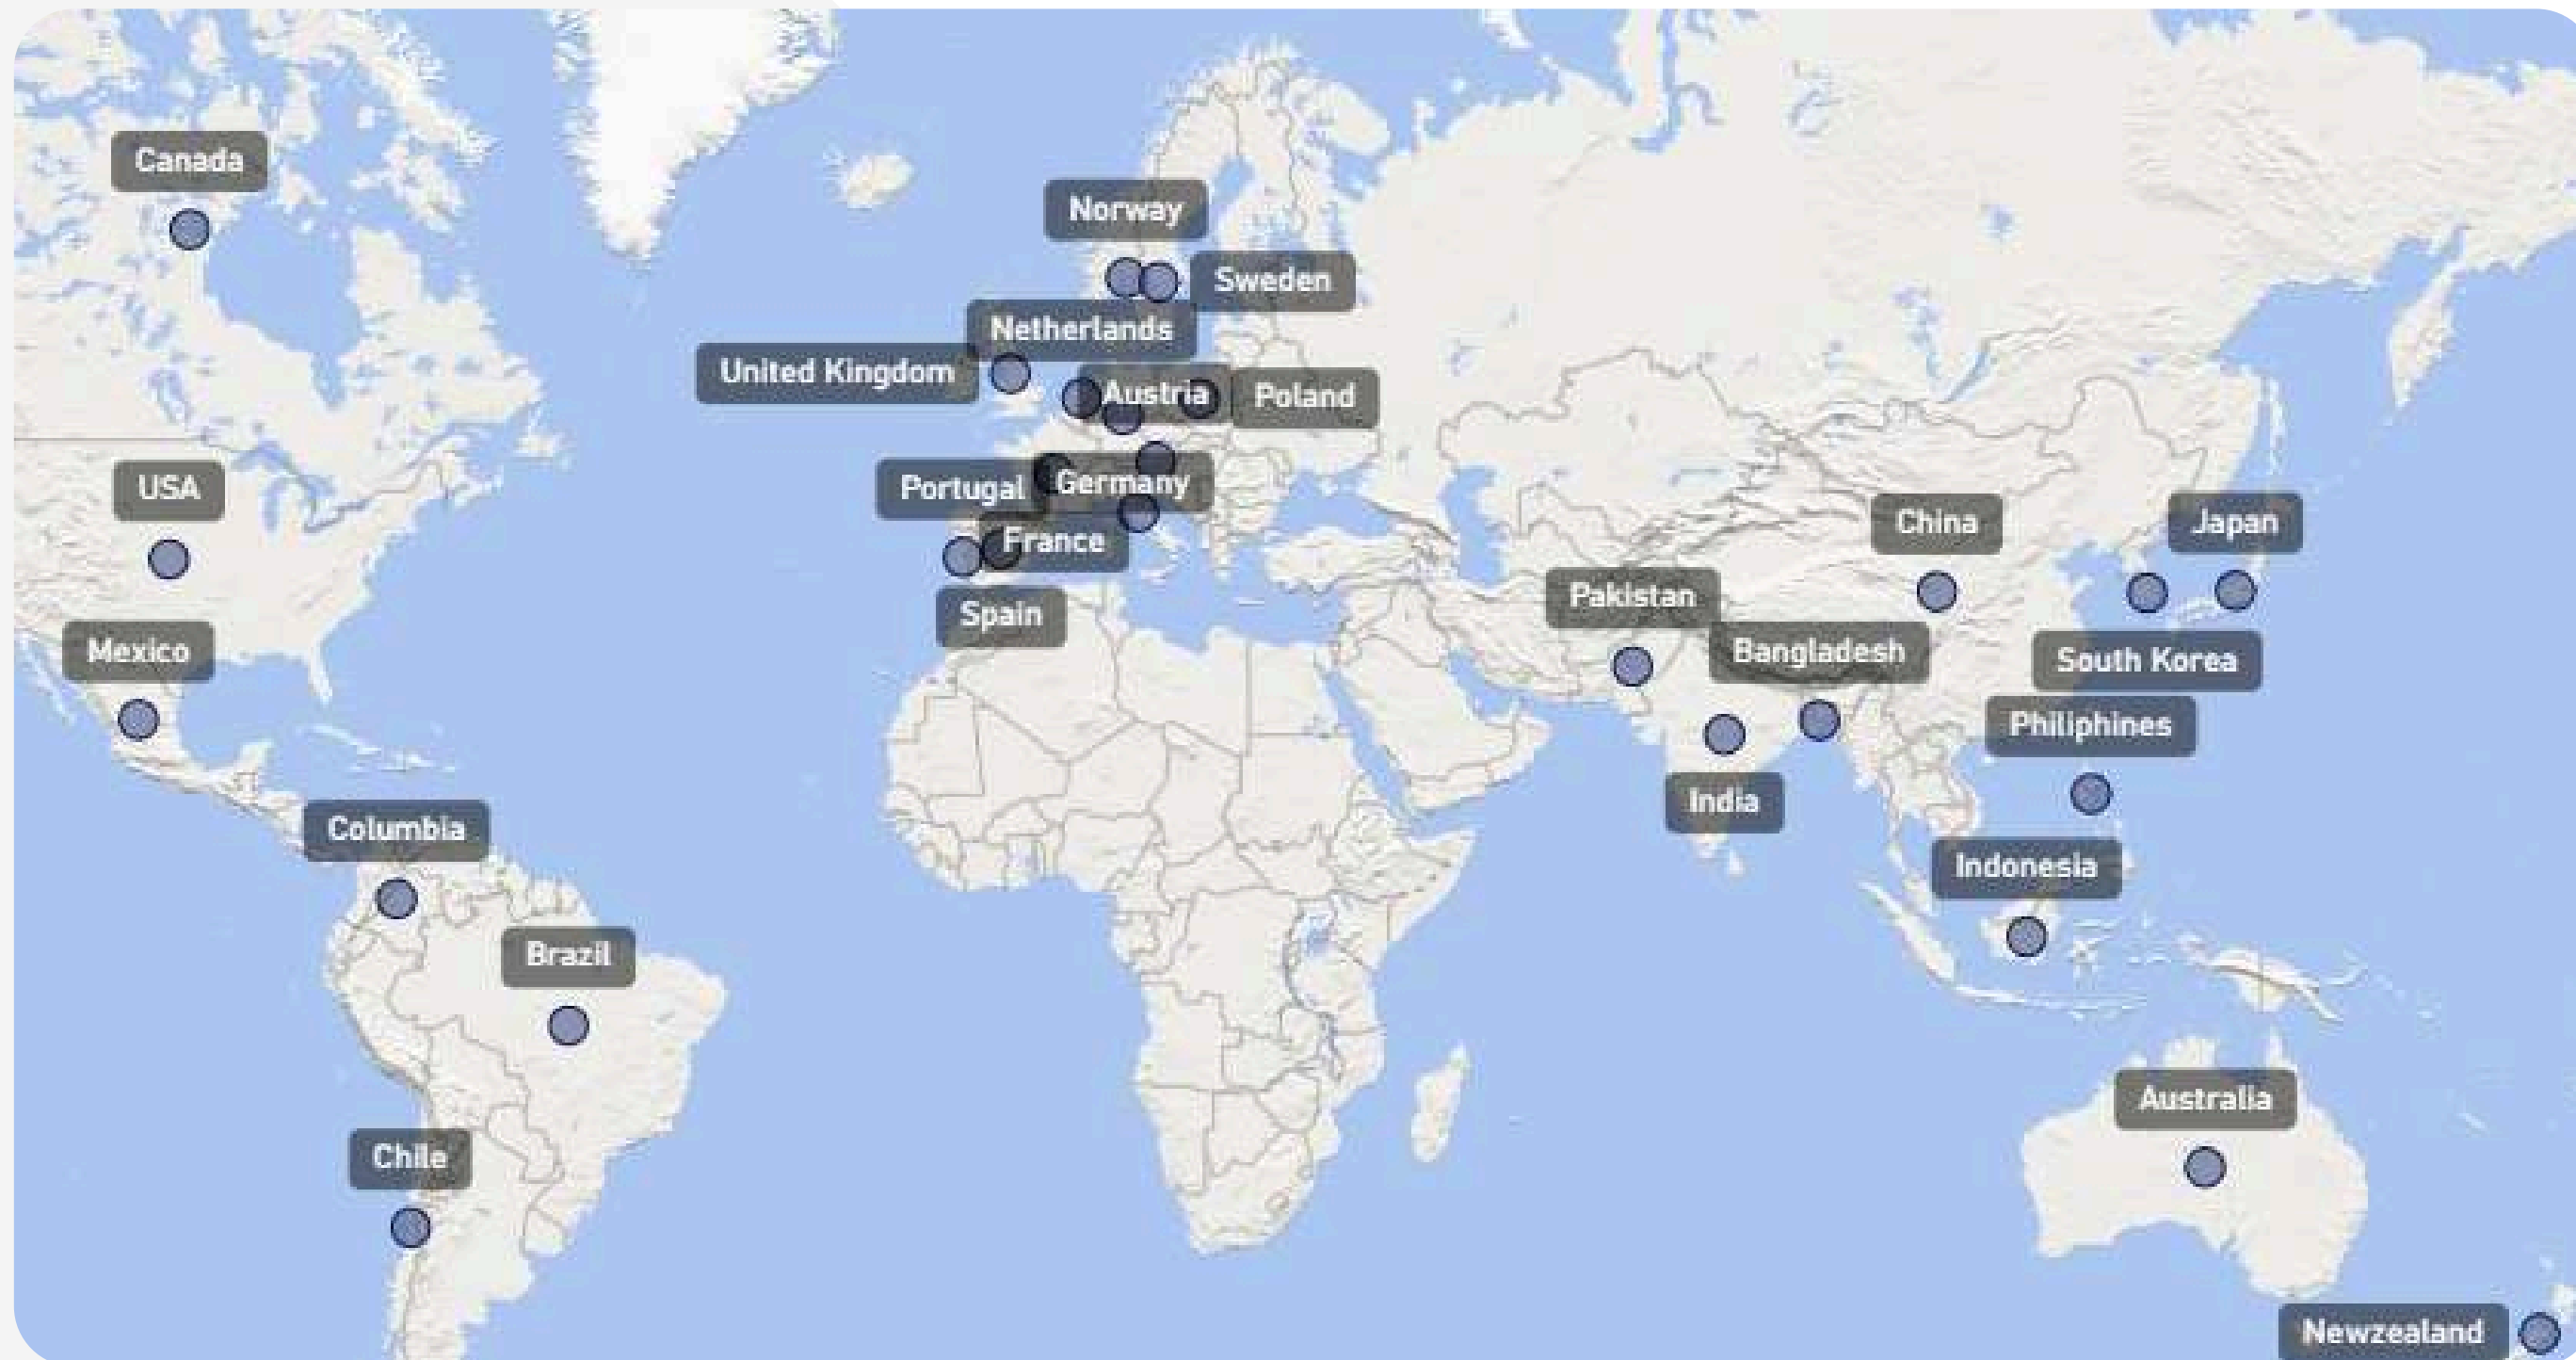 Canada
Norway
Sweden
Netherlands
United Kingdom
Austria
Poland
USA
Portugal
Germany
China
Japan
France
Pakistan
Spain
Mexico
Bangladesh
South Korea
Philiphines
India
Columbia
Indonesia
Brazil
Australia
Chile
Newzealand